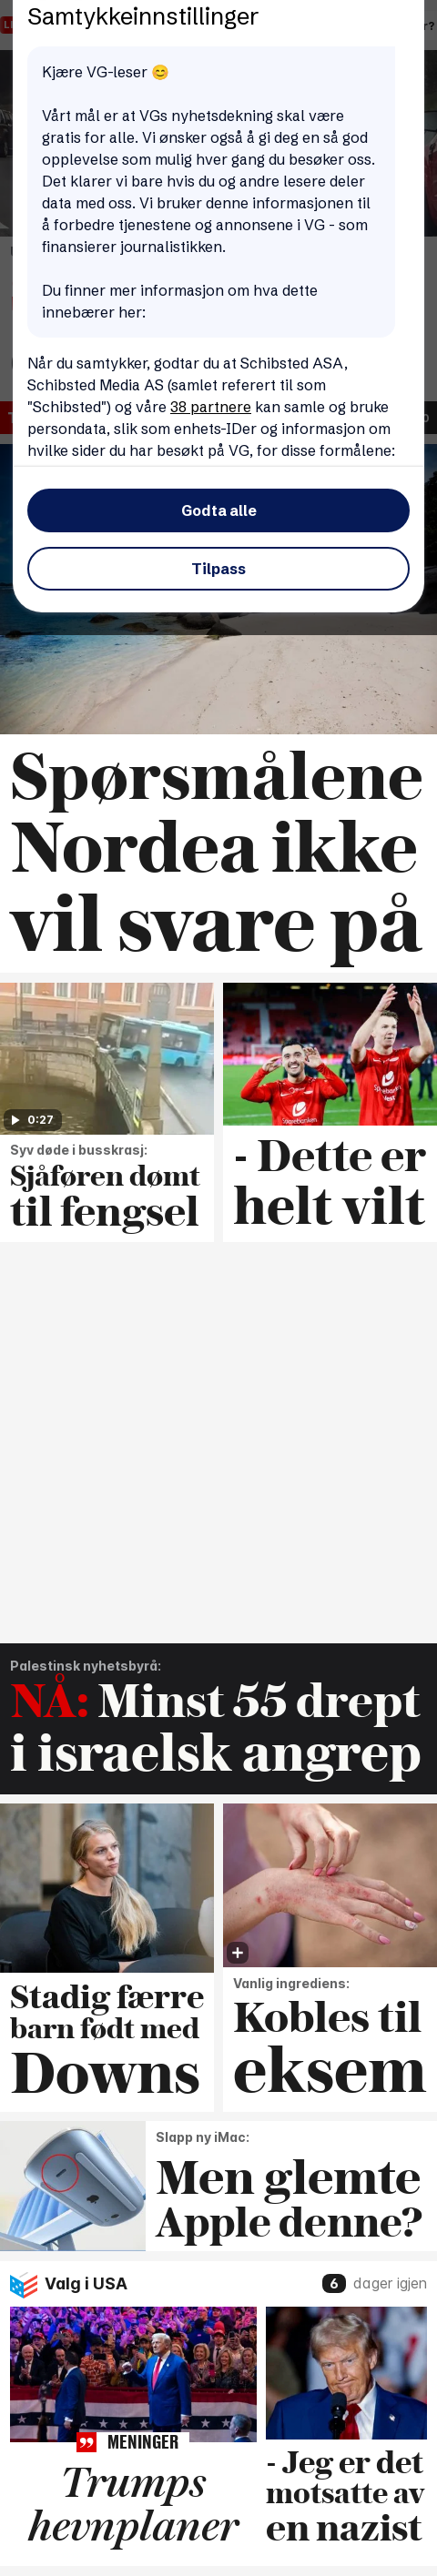 Samtykkeinnstillinger
Kjære VG-leser 😊
Vårt mål er at VGs nyhetsdekning skal være
gratis for alle. Vi ønsker også å gi deg en så god
opplevelse som mulig hver gang du besøker oss.
Det klarer vi bare hvis du og andre lesere deler
data med oss. Vi bruker denne informasjonen til
å forbedre tjenestene og annonsene i VG - som
finansierer journalistikken.
Du finner mer informasjon om hva dette
innebærer her:
Når du samtykker, godtar du at Schibsted ASA,
Schibsted Media AS (samlet referert til som
"Schibsted") og våre 38 partnere kan samle og bruke
persondata, slik som enhets-IDer og informasjon om
hvilke sider du har besøkt på VG, for disse formålene:
Godta alle
Tilpass
Spørsmålene
Nordea ikke
vil svare på
0:27
Syv døde i busskrasj:
Sjåføren dømt
til fengsel
- Dette er
helt vilt
Palestinsk nyhetsbyrå:
NÅ: Minst 55 drept
i israelsk angrep
Stadig færre
barn født med
Downs
Vanlig ingrediens:
Kobles til
eksem
Slapp ny iMac:
Men glemte
Apple denne?
Valg i USA
6 dager igjen
MENINGER
Trumps
hevnplaner
- Jeg er det
motsatte av
en nazist